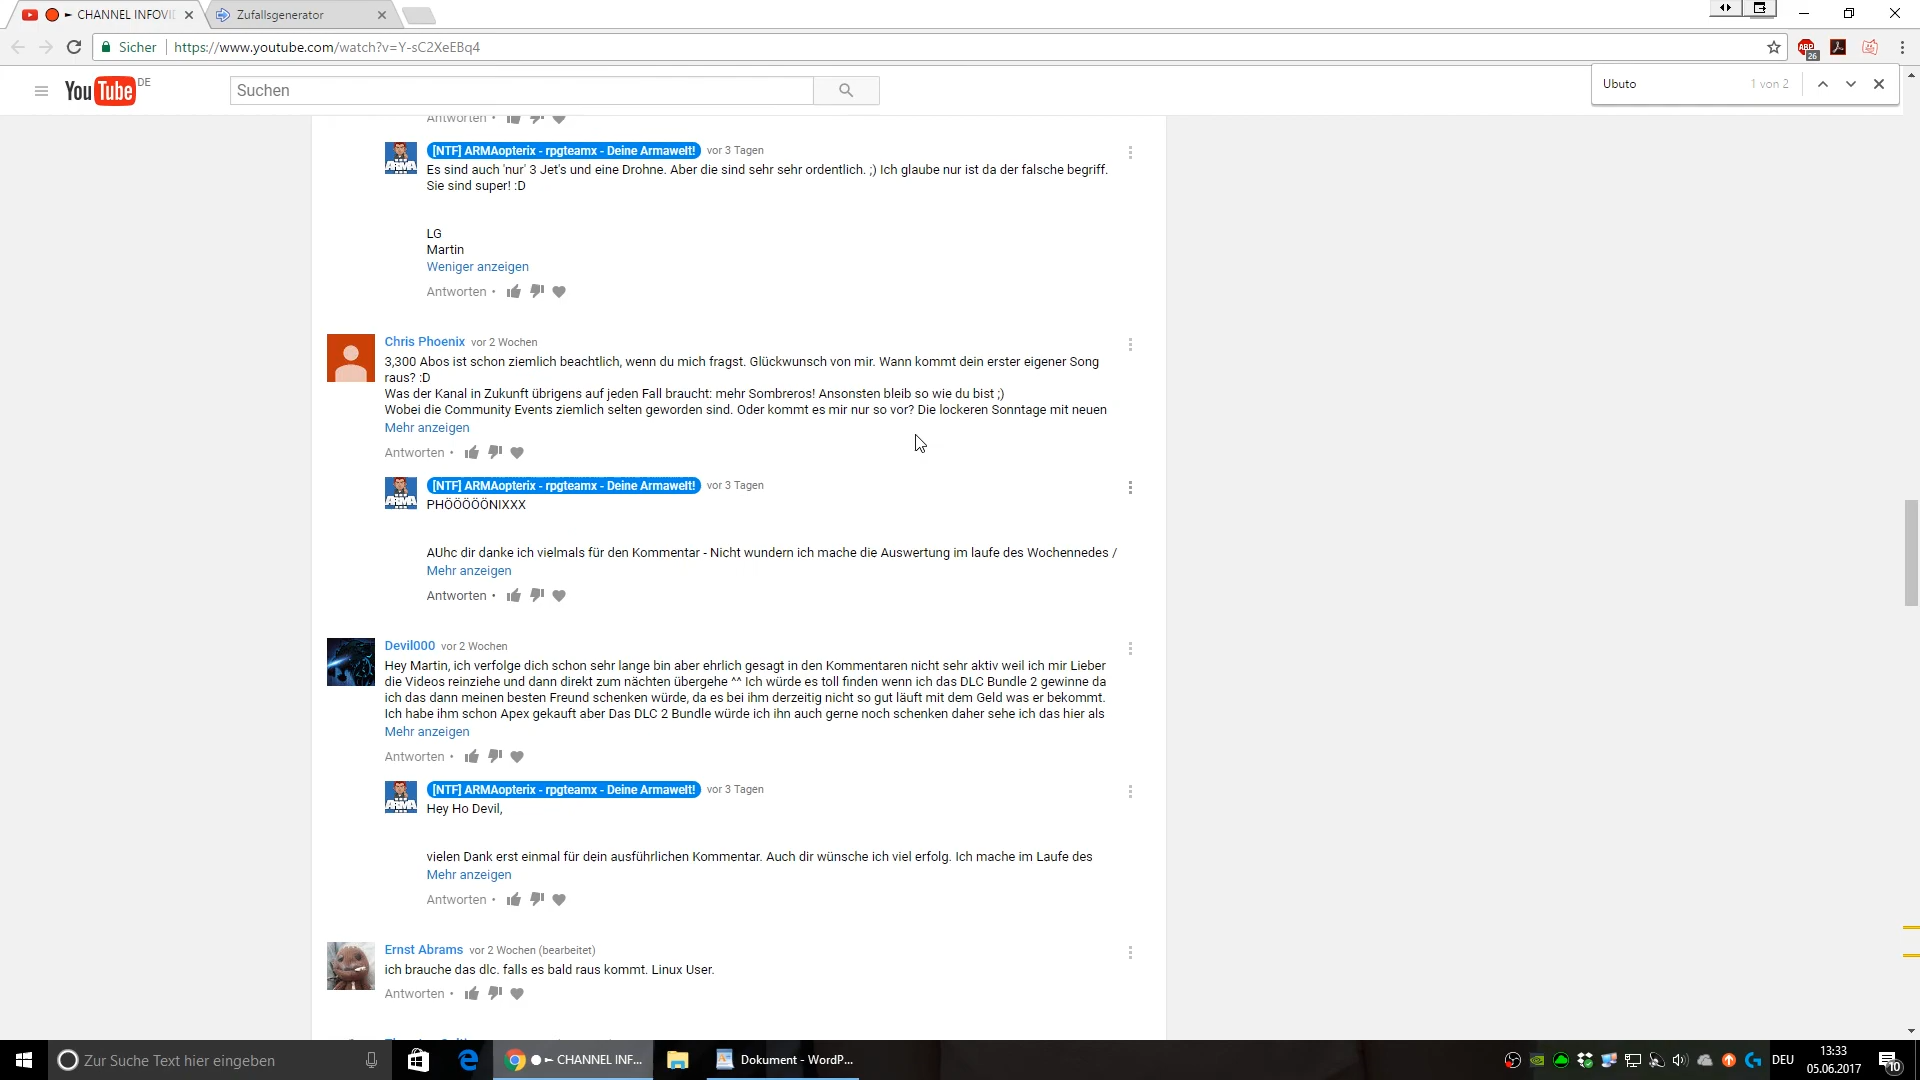 CHANNEL INFOVI
Zufallsgenerator
Sicher
https://www.youtube.com/watch?v=Y-sC2XeEBq4
ABP
26
YouTube DE
Suchen
Ubuto
1 von 2
Antworten •
[NTF] ARMAopterix - rpgteamx - Deine Armawelt! vor 3 Tagen
Es sind auch 'nur' 3 Jet's und eine Drohne. Aber die sind sehr sehr ordentlich. ;) Ich glaube nur ist da der falsche begriff.
Sie sind super! :D
LG
Martin
Weniger anzeigen
Antworten •
Chris Phoenix vor 2 Wochen
3,300 Abos ist schon ziemlich beachtlich, wenn du mich fragst. Glückwunsch von mir. Wann kommt dein erster eigener Song
raus? :D
Was der Kanal in Zukunft übrigens auf jeden Fall braucht: mehr Sombreros! Ansonsten bleib so wie du bist ;)
Wobei die Community Events ziemlich selten geworden sind. Oder kommt es mir nur so vor? Die lockeren Sonntage mit neuen
Mehr anzeigen
Antworten •
[NTF] ARMAopterix - rpgteamx - Deine Armawelt! vor 3 Tagen
PHÖÖÖÖÖNIXXX
AUhc dir danke ich vielmals für den Kommentar - Nicht wundern ich mache die Auswertung im laufe des Wochennedes /
Mehr anzeigen
Antworten •
Devil000 vor 2 Wochen
Hey Martin, ich verfolge dich schon sehr lange bin aber ehrlich gesagt in den Kommentaren nicht sehr aktiv weil ich mir Lieber
die Videos reinziehe und dann direkt zum nächten übergehe ^^ Ich würde es toll finden wenn ich das DLC Bundle 2 gewinne da
ich das dann meinen besten Freund schenken würde, da es bei ihm derzeitig nicht so gut läuft mit dem Geld was er bekommt.
Ich habe ihm schon Apex gekauft aber Das DLC 2 Bundle würde ich ihn auch gerne noch schenken daher sehe ich das hier als
Mehr anzeigen
Antworten •
[NTF] ARMAopterix - rpgteamx - Deine Armawelt! vor 3 Tagen
Hey Ho Devil,
vielen Dank erst einmal für dein ausführlichen Kommentar. Auch dir wünsche ich viel erfolg. Ich mache im Laufe des
Mehr anzeigen
Antworten •
Ernst Abrams vor 2 Wochen (bearbeitet)
ich brauche das dlc. falls es bald raus kommt. Linux User.
Antworten •
Zur Suche Text hier eingeben
CHANNEL INF...
Dokument - WordP...
DEU
13:33
05.06.2017
10